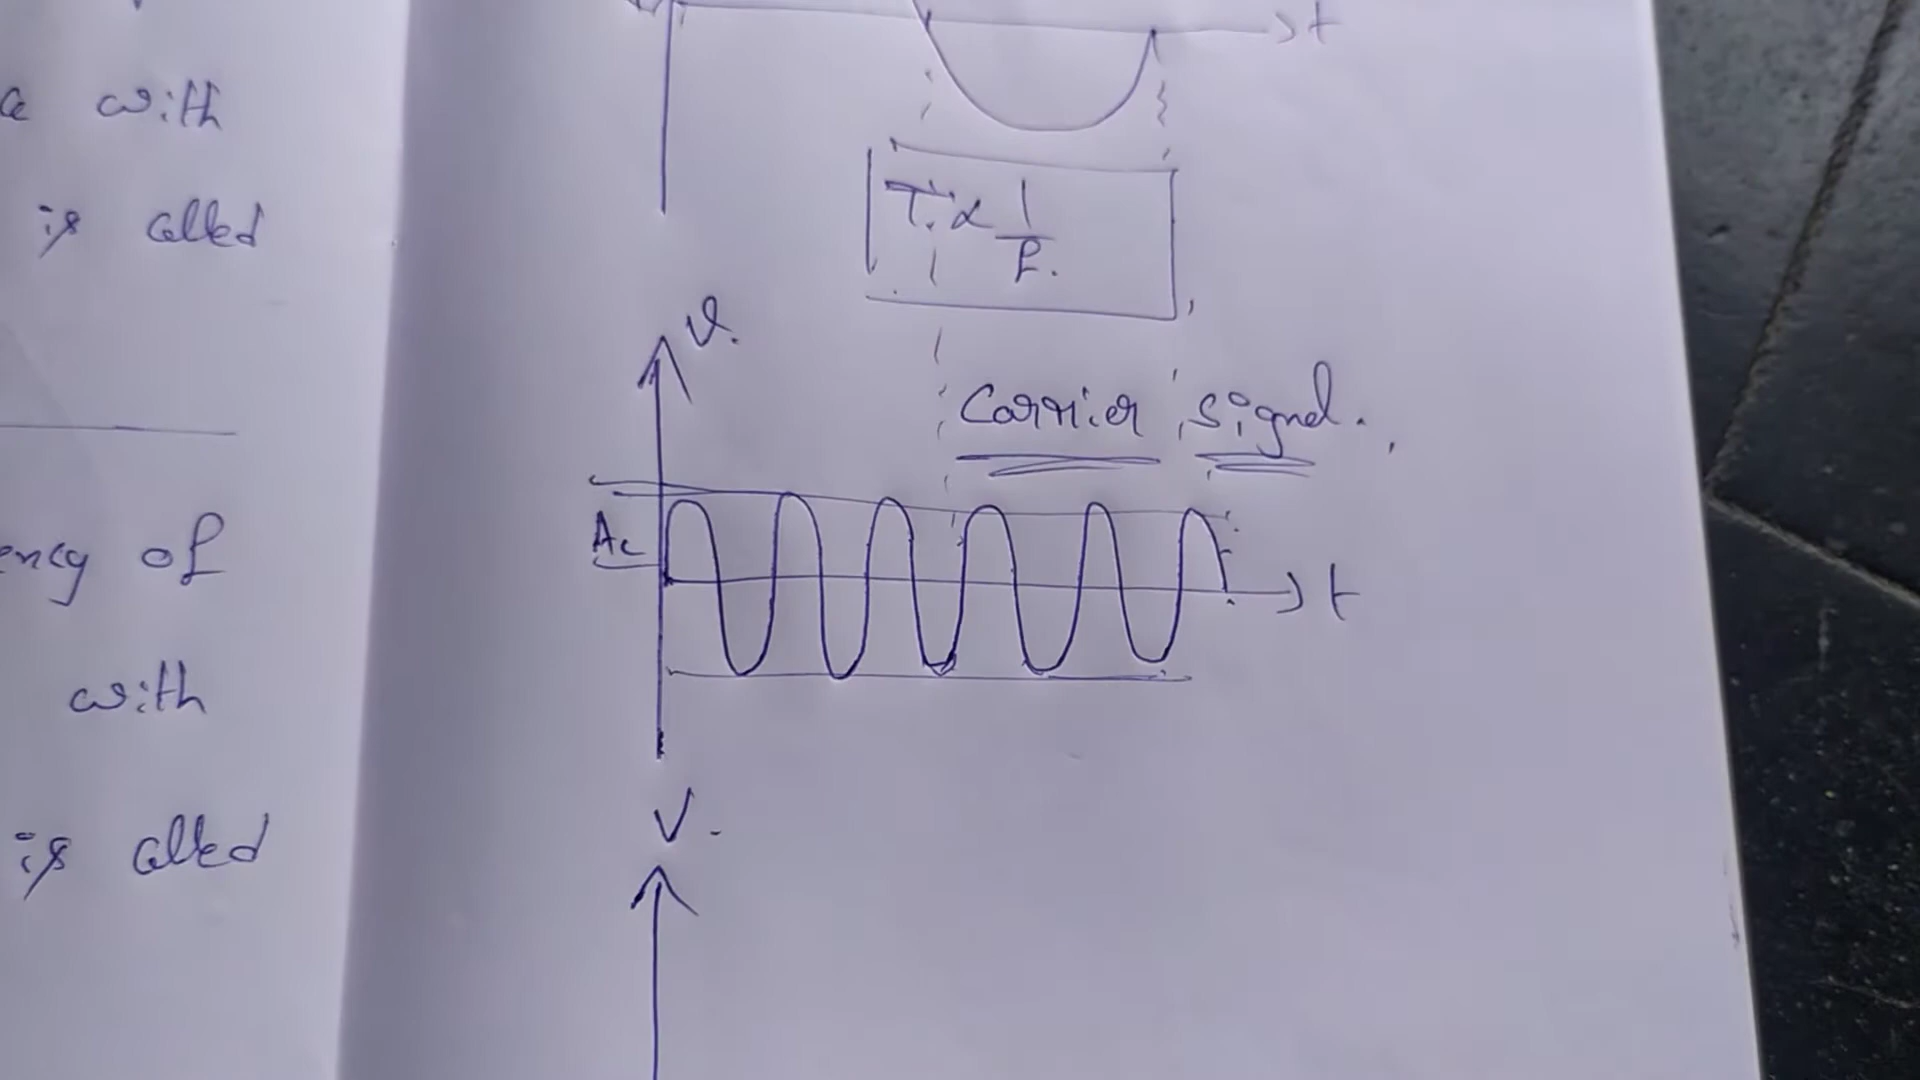 with
is called
ency of
with
is called
t
T ∝ 1/f.
V.
Carrier signal.
Ac
t
V.